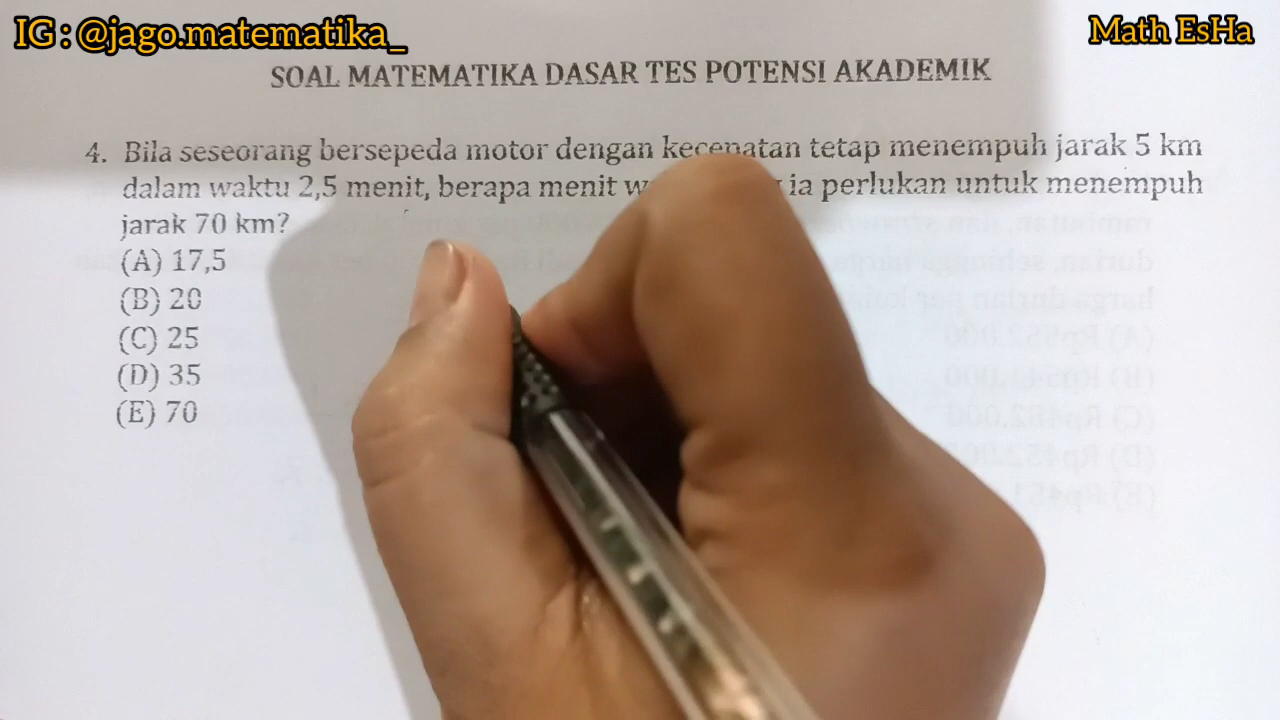 IG : @jago.matematika_
Math EsHa
SOAL MATEMATIKA DASAR TES POTENSI AKADEMIK
4. Bila seseorang bersepeda motor dengan kecepatan tetap menempuh jarak 5 km
dalam waktu 2,5 menit, berapa menit ia perlukan untuk menempuh
jarak 70 km?
(A) 17,5
(B) 20
(C) 25
(D) 35
(E) 70